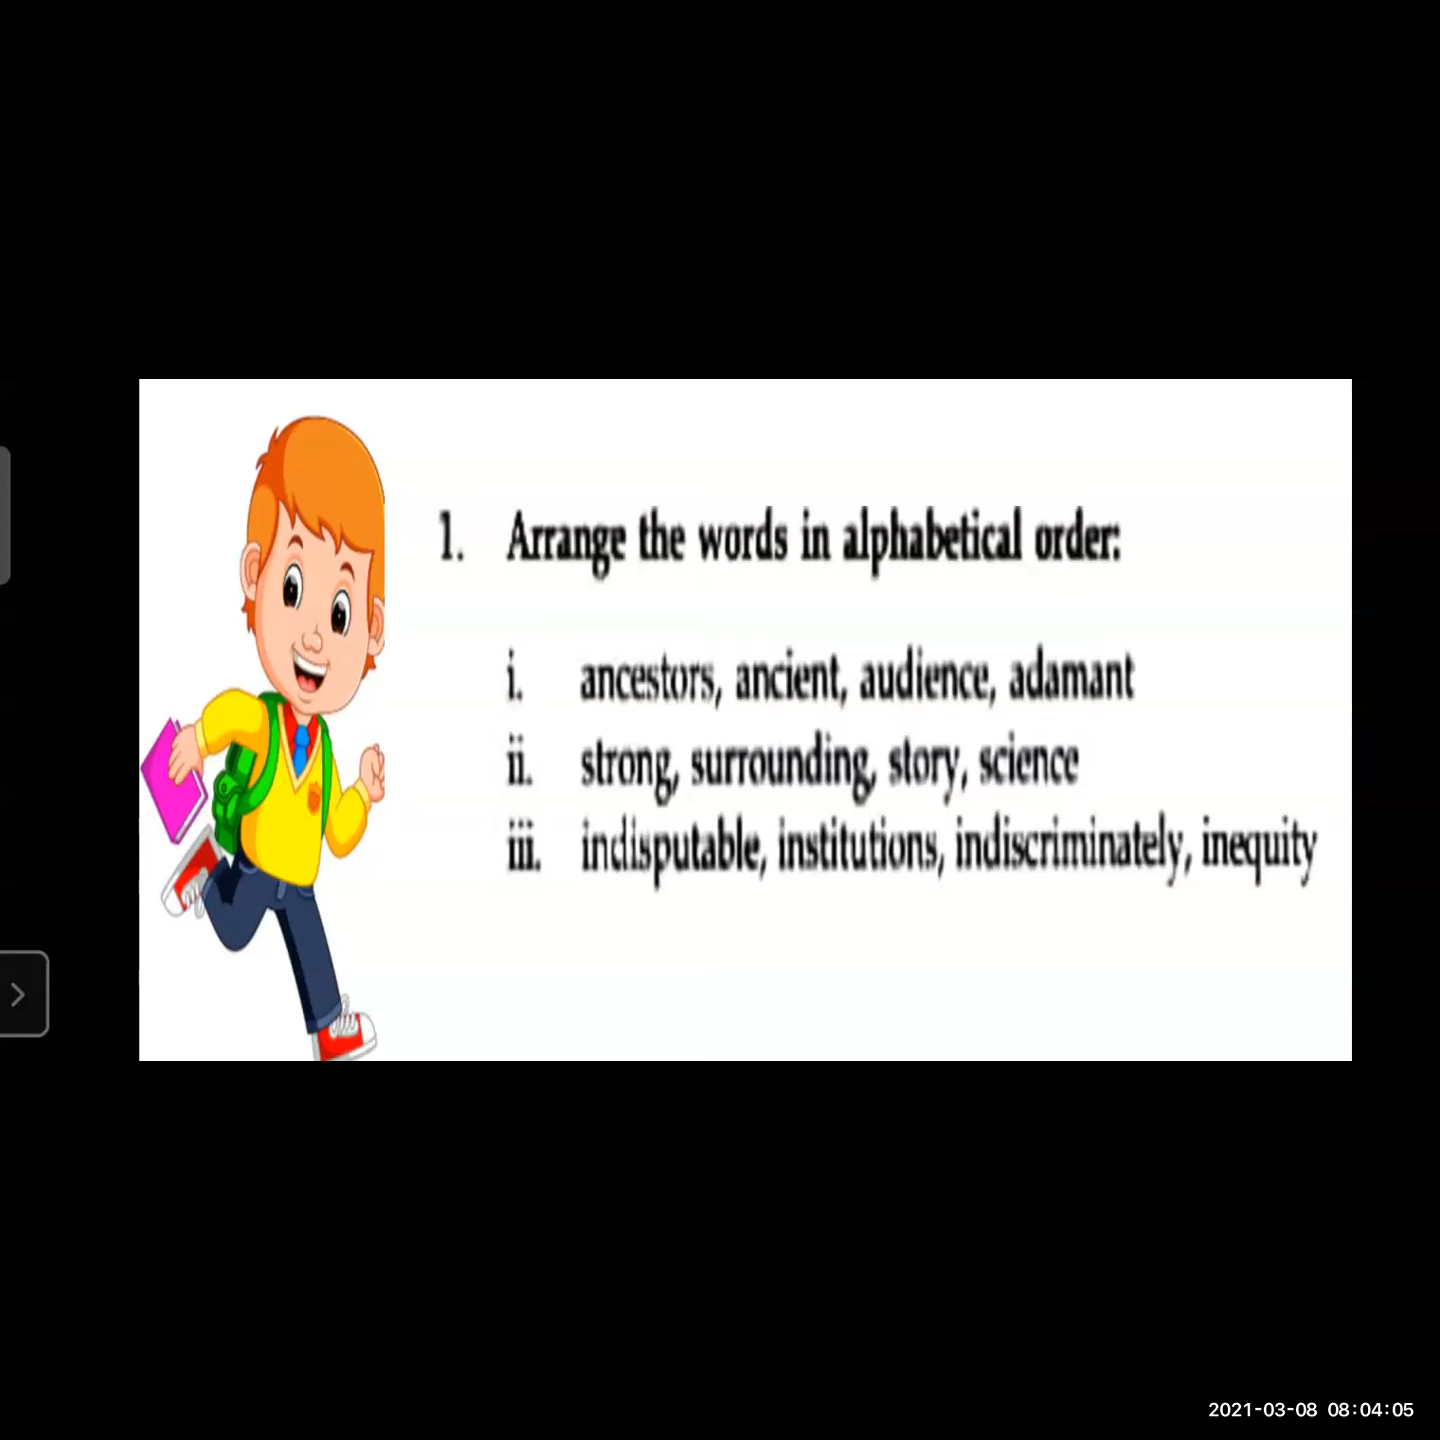 1. Arrange the words in alphabetical order:
i. ancestors, ancient, audience, adamant
ii. strong, surrounding, story, science
iii. indisputable, institutions, indiscriminately, inequity
2021-03-08 08:04:05